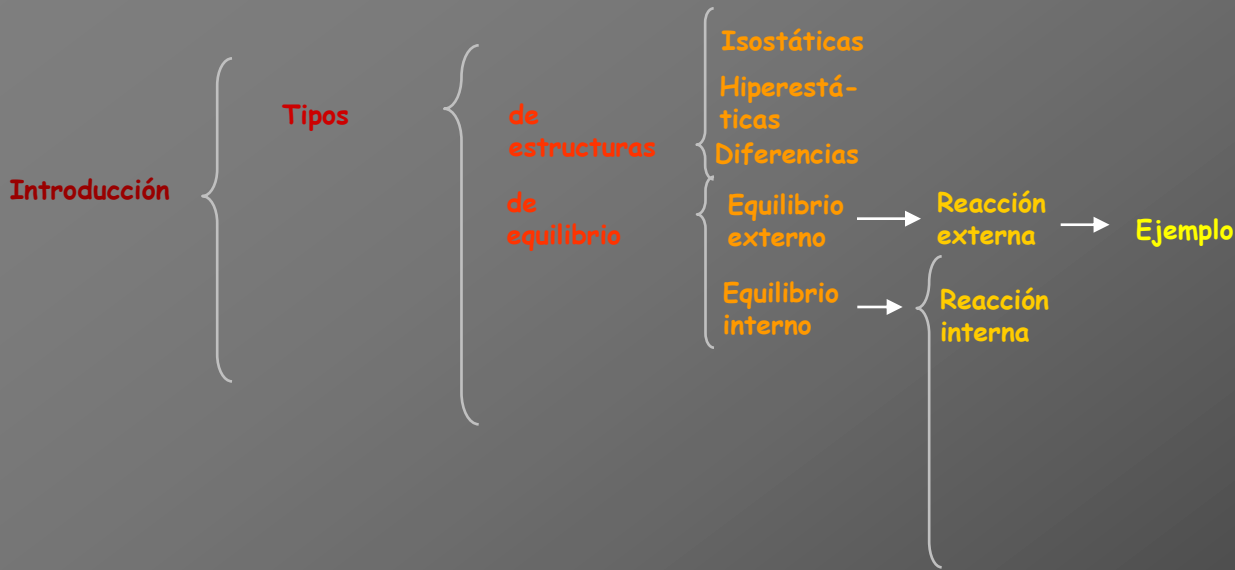 Introducción
Tipos
de
estructuras
Isostáticas
Hiperestá-
ticas
Diferencias
de
equilibrio
Equilibrio
externo
Reacción
externa
Ejemplo
Equilibrio
interno
Reacción
interna